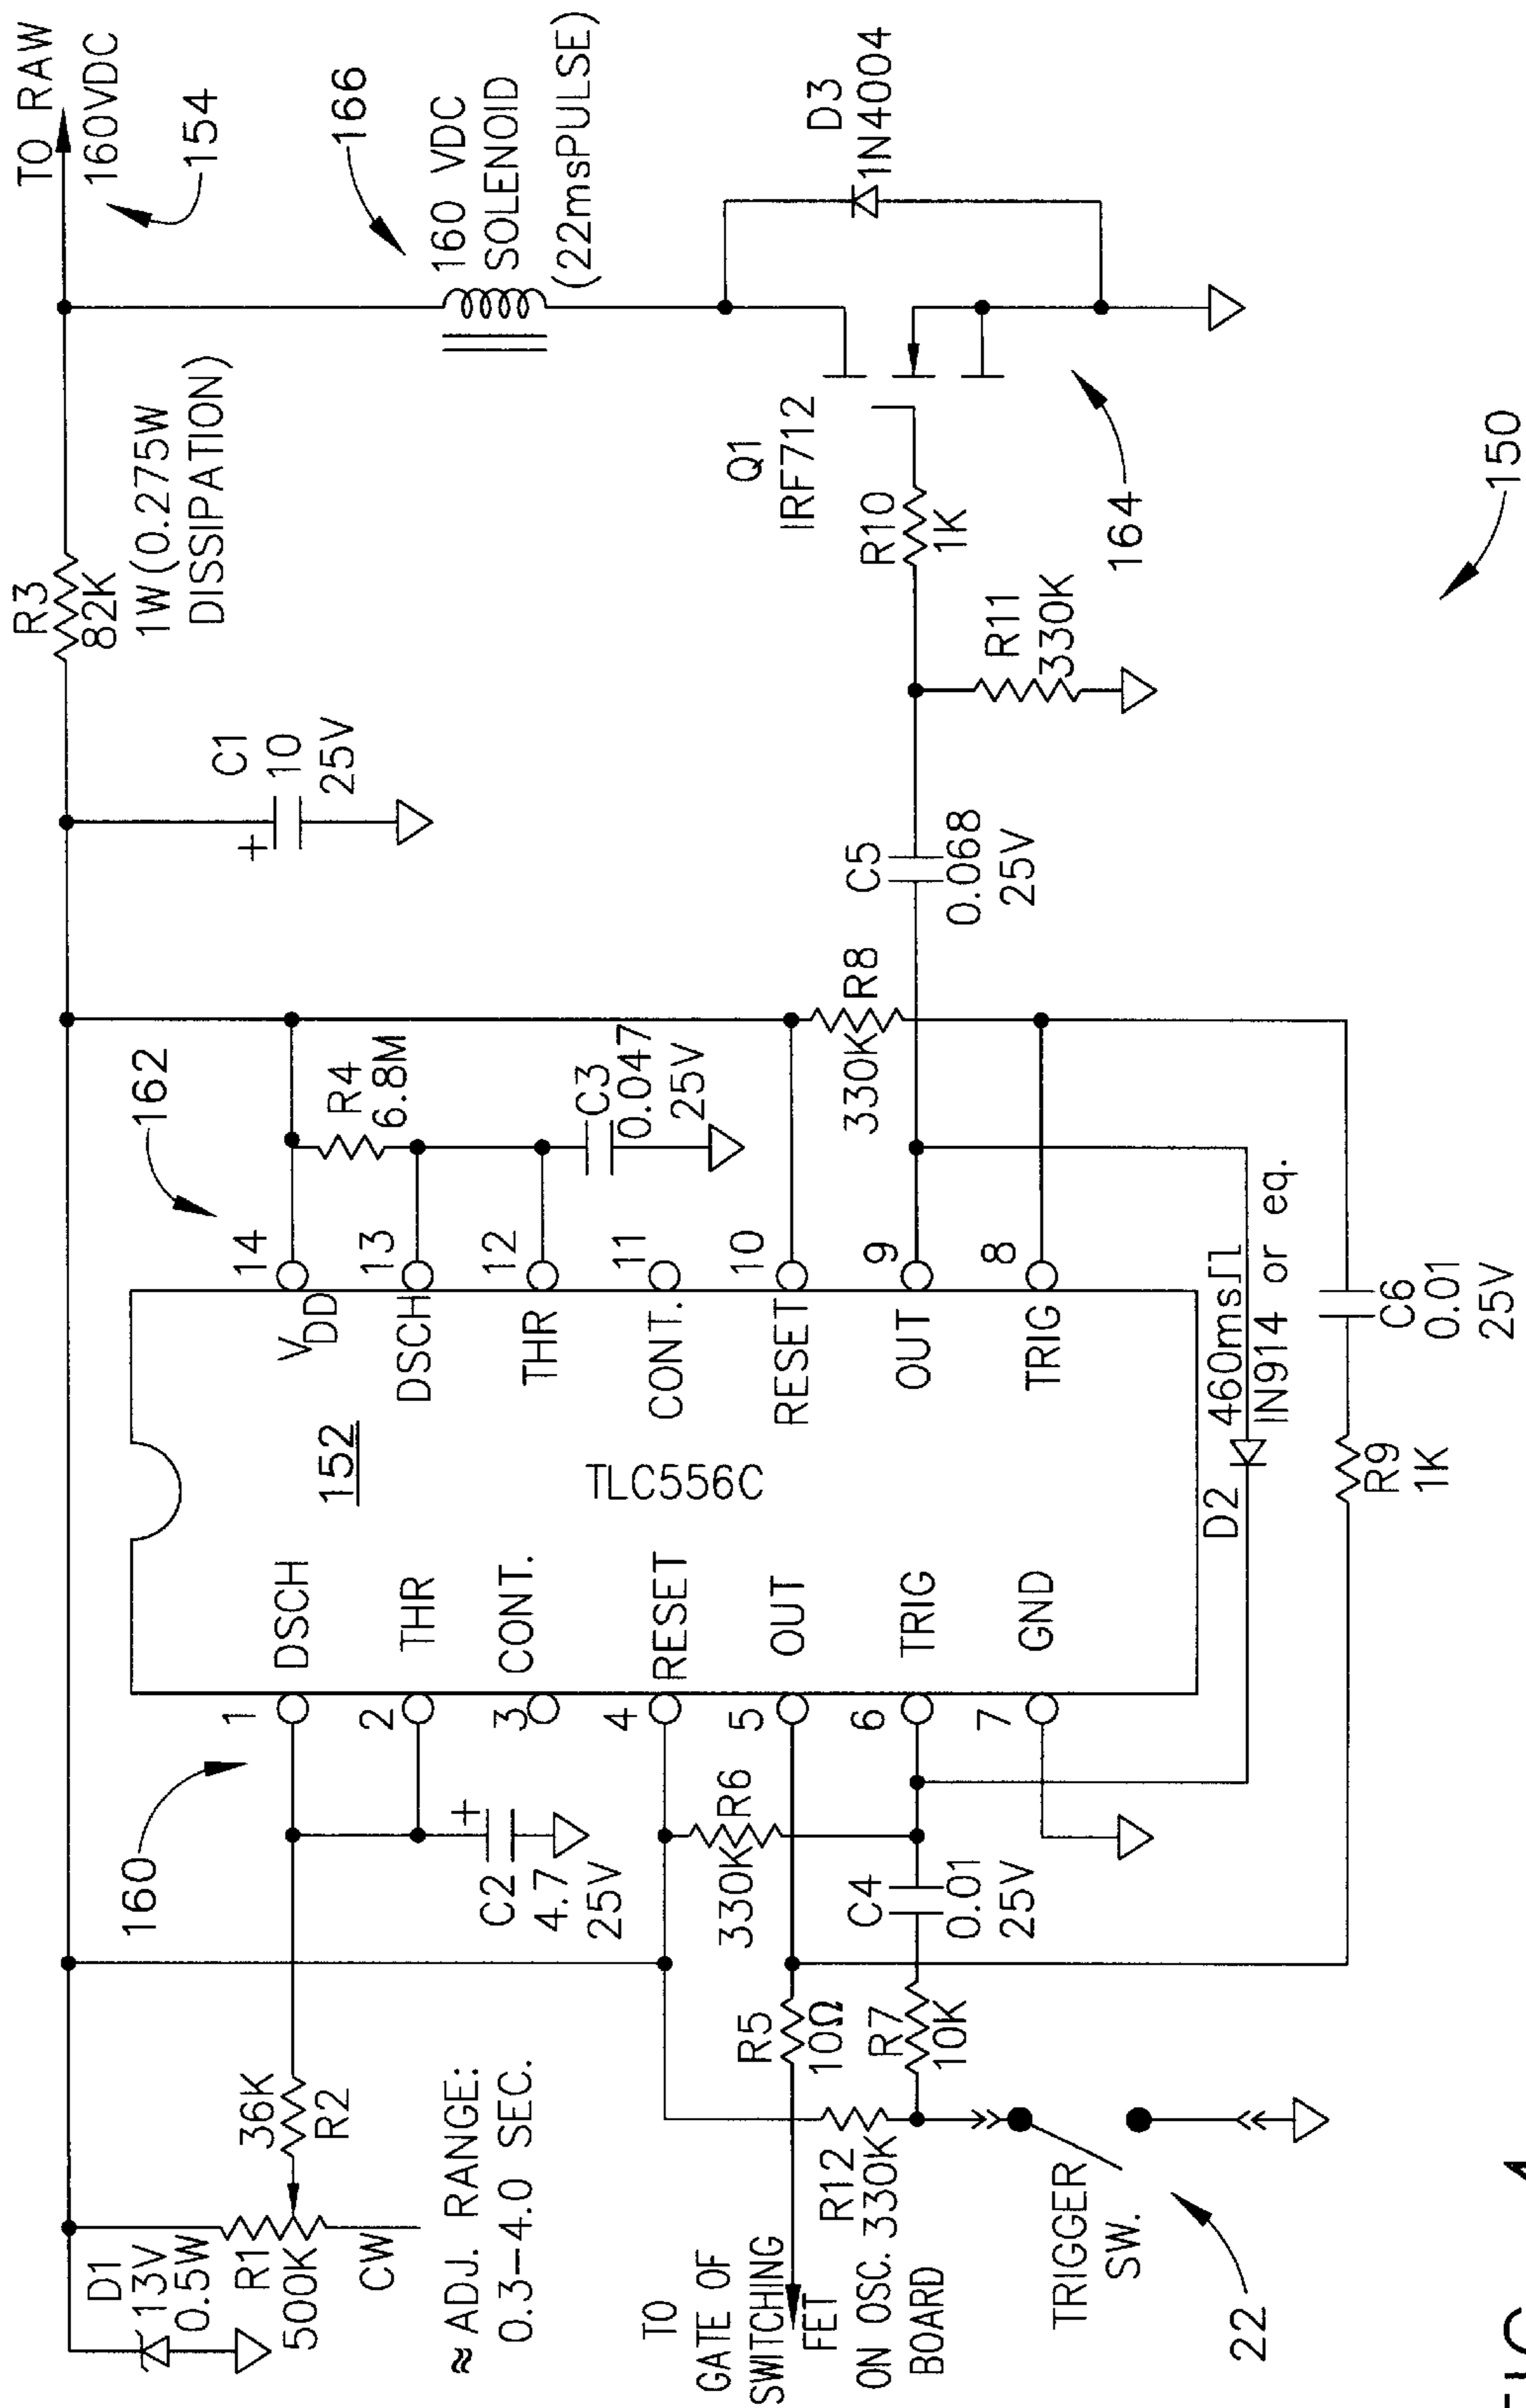 TO RAW
160VDC
154
166
160 VDC
SOLENOID
(22msPULSE)
D3
1N4004
R3
82K
1W(0.275W
DISSIPATION)
C1
10
25V
+
Q1
IRF712
R10
1K
164
R11
330K
150
C5
0.068
25V
162
R4
6.8M
C3
0.047
25V
R8
330K
14
13
12
11
10
9
8
VDD
DSCH
THR
CONT.
RESET
OUT
TRIG
152
TLC556C
460ms
IN914 or eq.
D2
C6
0.01
25V
R9
1K
DSCH
THR
CONT.
RESET
OUT
TRIG
GND
1
2
3
4
5
6
7
160
+
C2
4.7
25V
R6
330K
C4
0.01
25V
36K
R2
R5
10Ω
R7
10K
R12
330K
D1
13V
0.5W
R1
500K
CW
≈ ADJ. RANGE:
0.3-4.0 SEC.
TO
GATE OF
SWITCHING
FET
ON OSC.
BOARD
TRIGGER
SW.
22